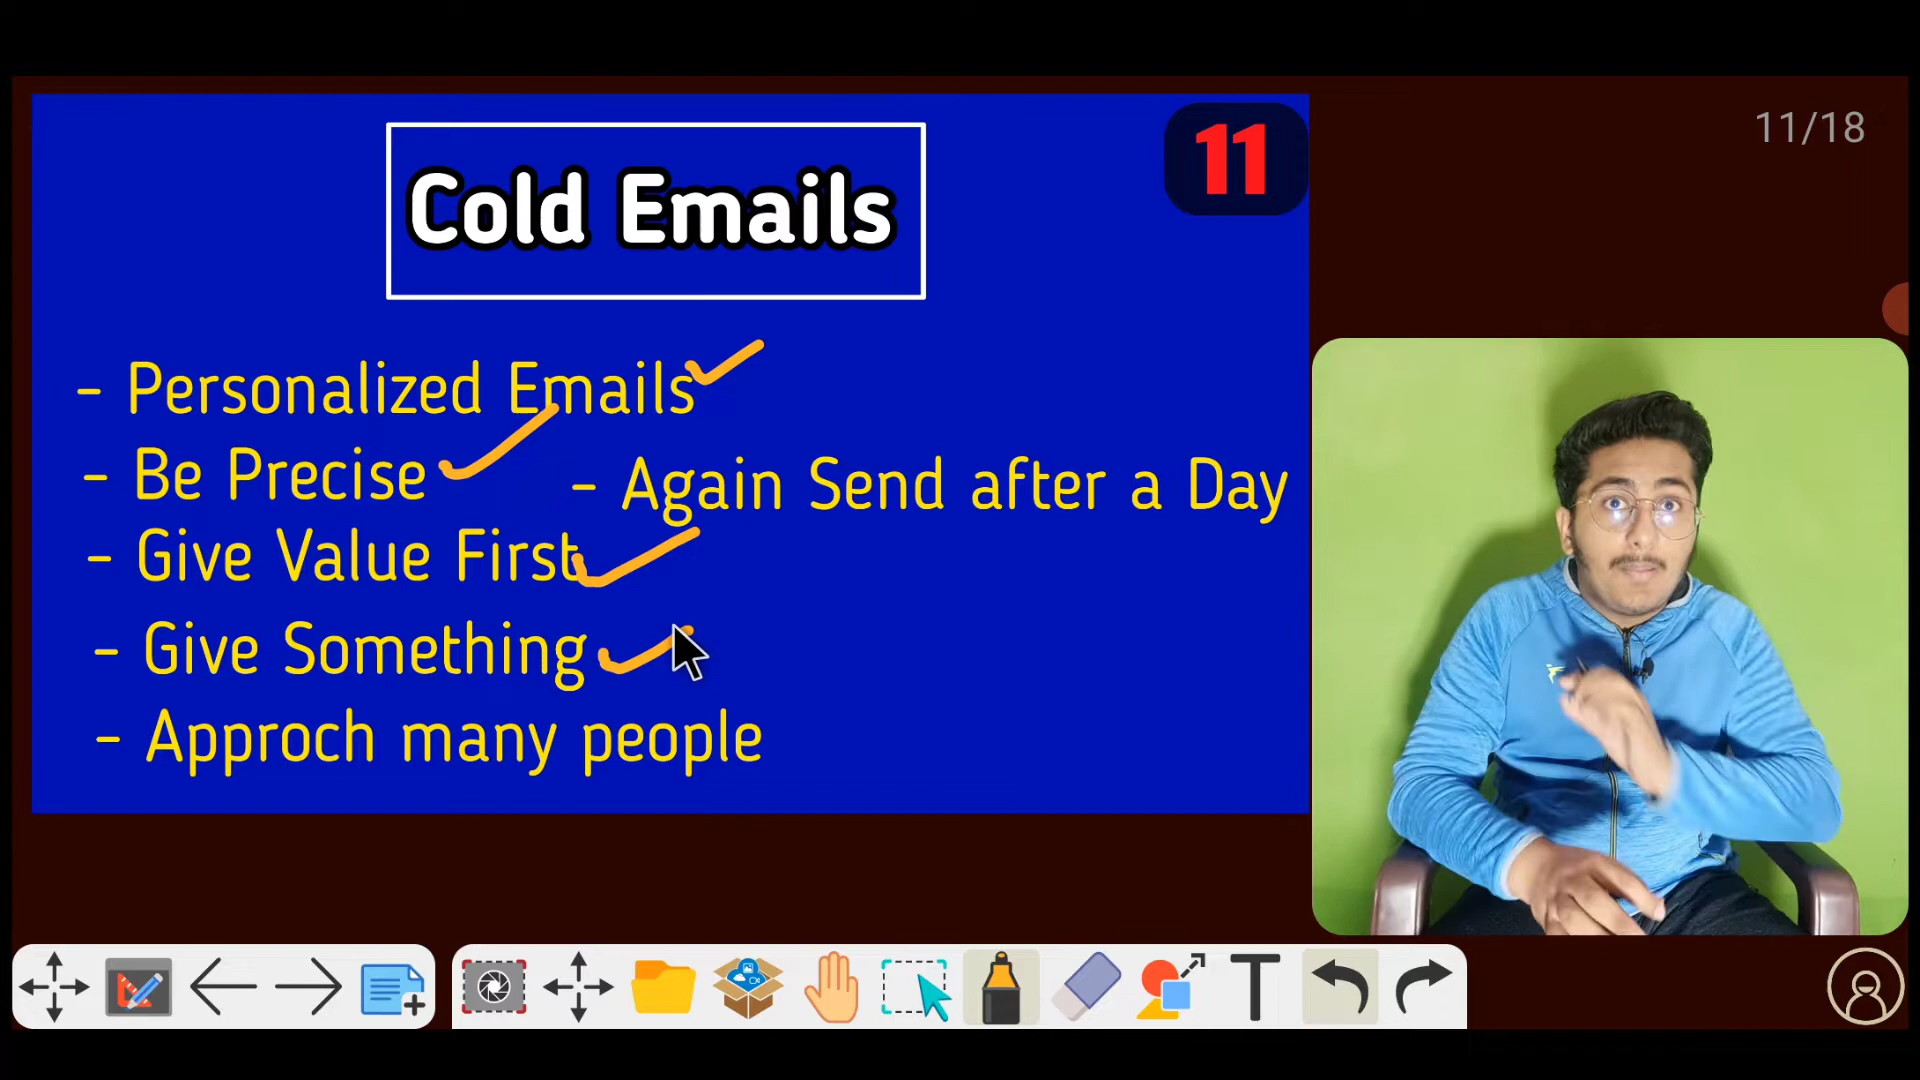 11/18
11
Cold Emails
- Personalized Emails
- Be Precise
- Again Send after a Day
- Give Value First
- Give Something
- Approch many people
T